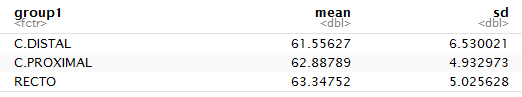 group1 mean sd
<fctr> <dbl> <dbl>
C.DISTAL 61.55627 6.530021
C.PROXIMAL 62.88789 4.932973
RECTO 63.34752 5.025628